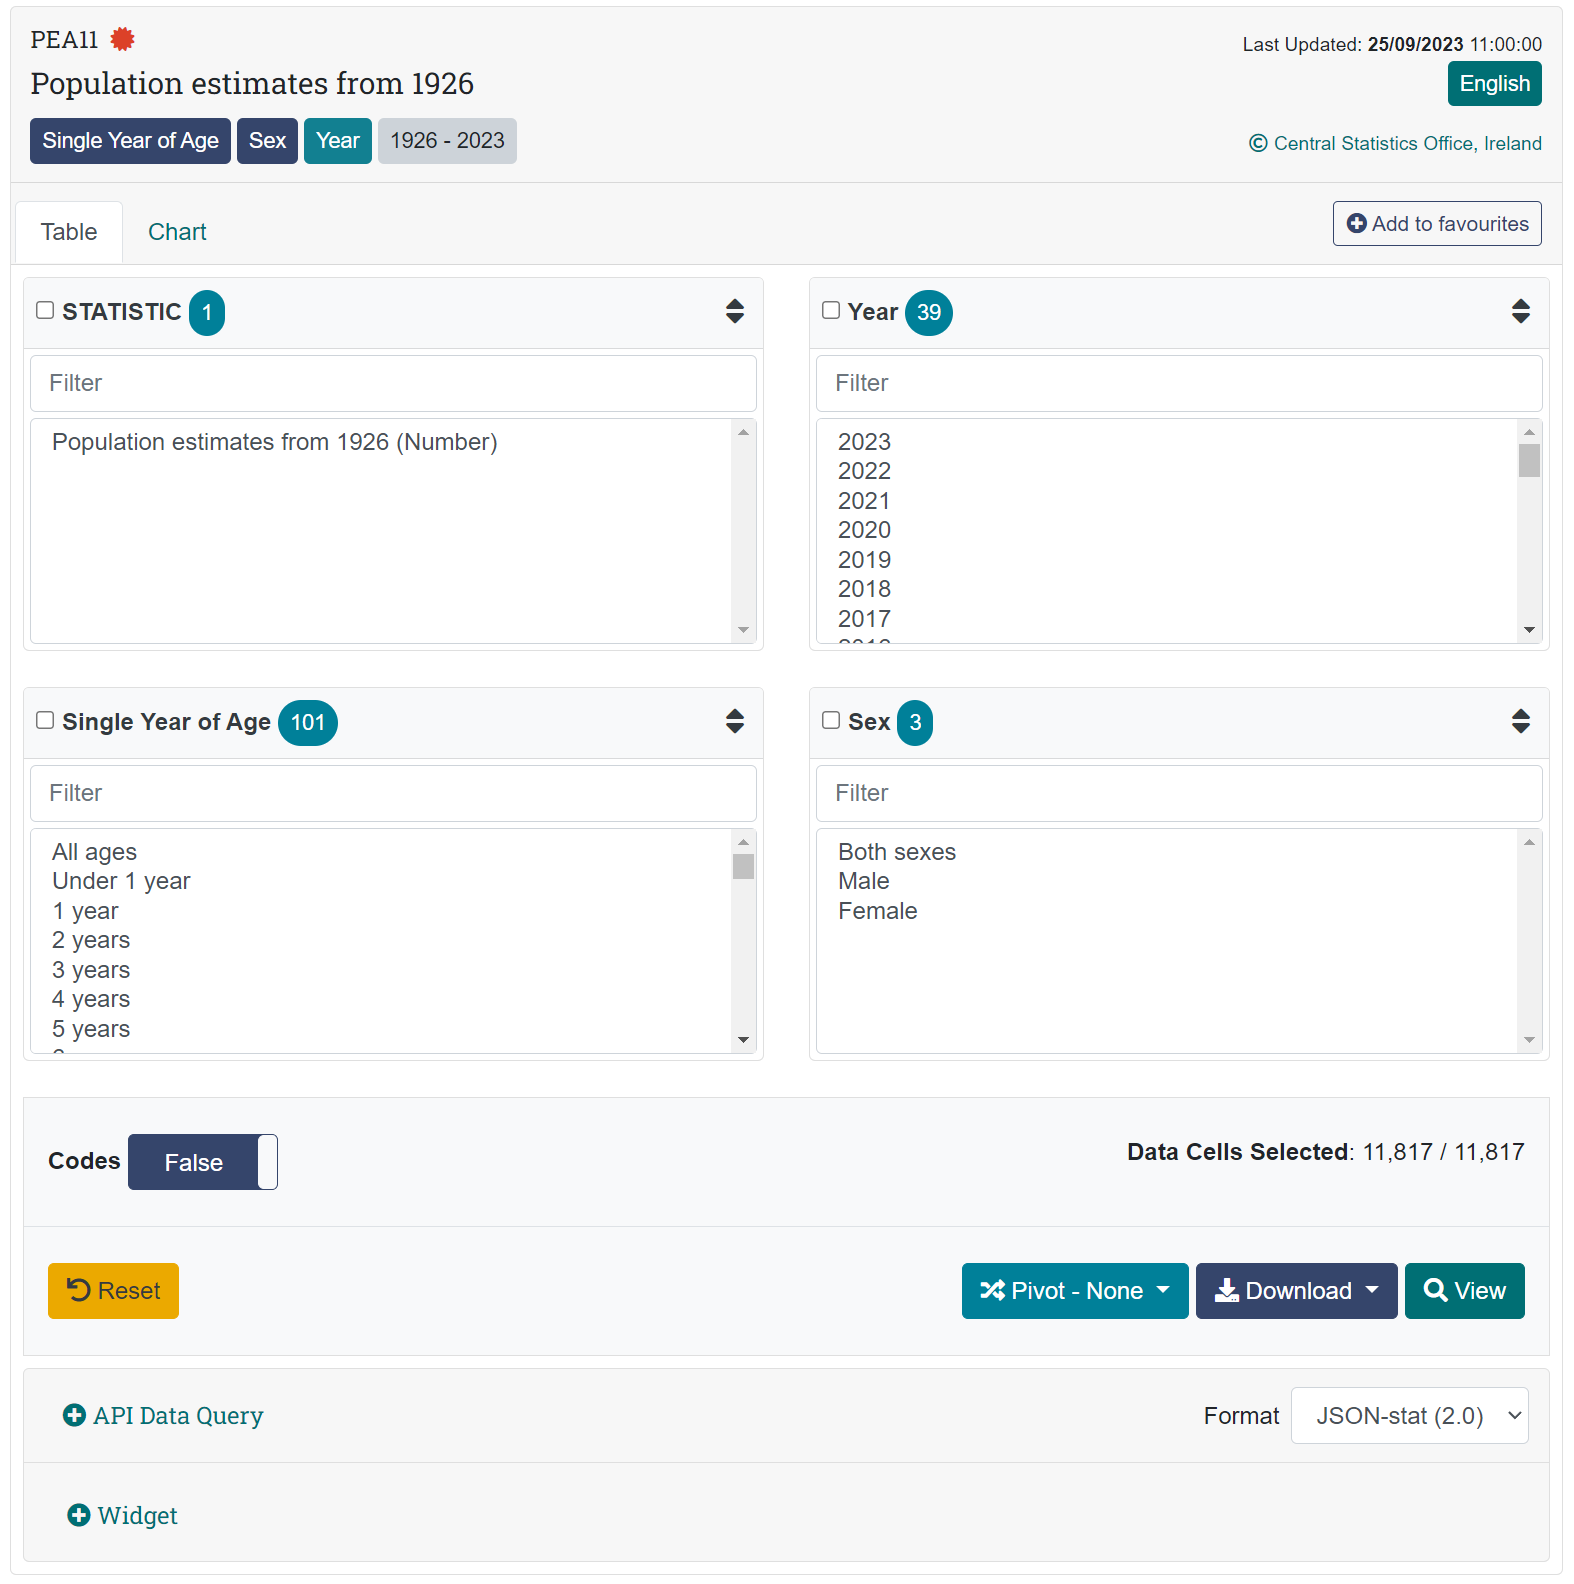 PEA11
Last Updated: 25/09/2023 11:00:00
Population estimates from 1926
English
Single Year of Age Sex Year 1926 - 2023
© Central Statistics Office, Ireland
Table Chart
Add to favourites
STATISTIC 1
Filter
Population estimates from 1926 (Number)
Year 39
Filter
2023
2022
2021
2020
2019
2018
2017
Single Year of Age 101
Filter
All ages
Under 1 year
1 year
2 years
3 years
4 years
5 years
Sex 3
Filter
Both sexes
Male
Female
Codes False
Data Cells Selected: 11,817 / 11,817
Reset
Pivot - None Download View
API Data Query
Format JSON-stat (2.0)
Widget